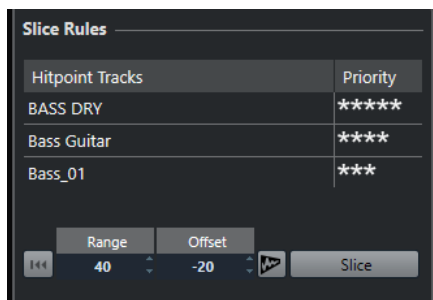 Slice Rules
Hitpoint Tracks Priority
BASS DRY *****
Bass Guitar ****
Bass_01 ***
Range Offset
40 -20 Slice